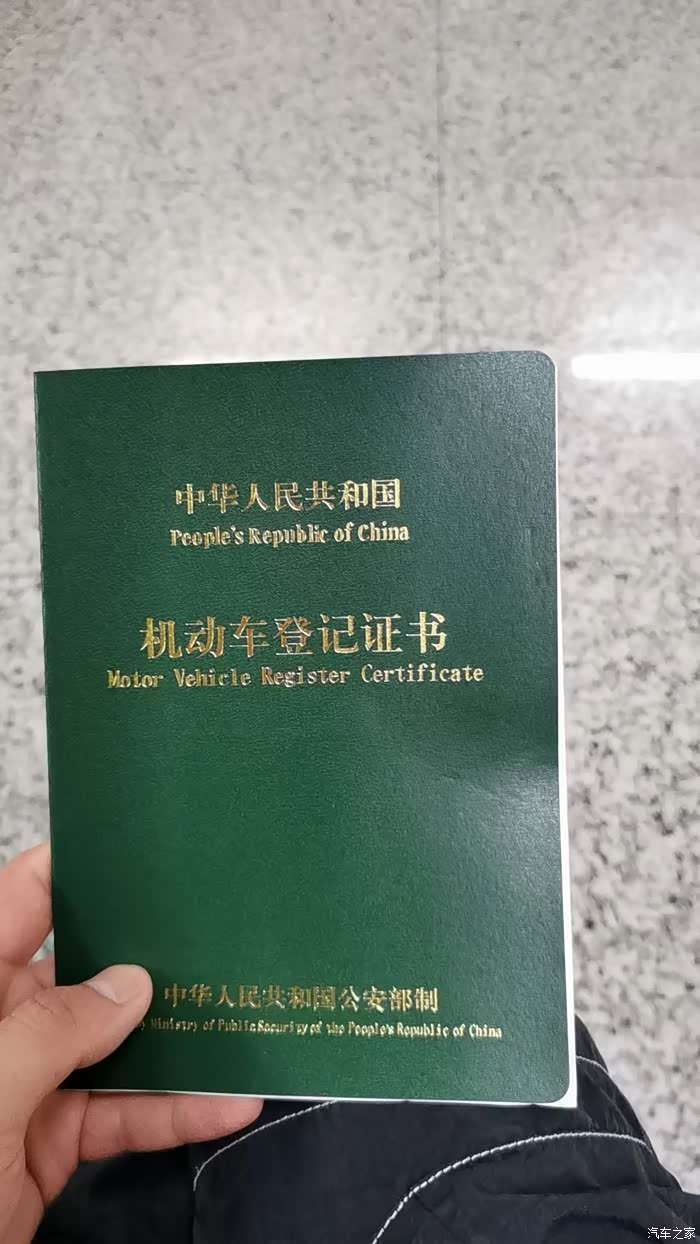 中华人民共和国
People's Republic of China
机动车登记证书
Motor Vehicle Register Certificate
中华人民共和国公安部制
Ministry of Public Security of the People's Republic of China
汽车之家